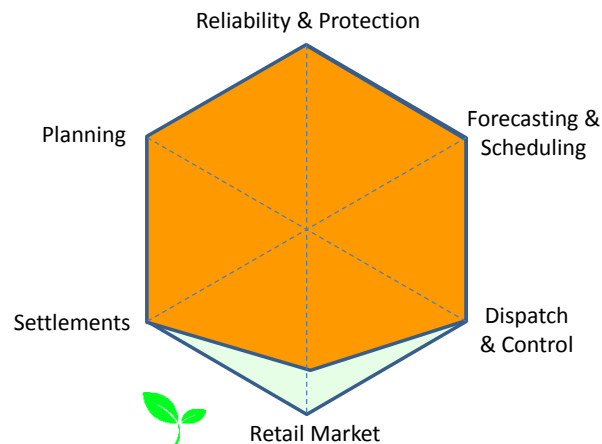 Reliability & Protection
Planning
Forecasting &
Scheduling
Settlements
Dispatch
& Control
Retail Market